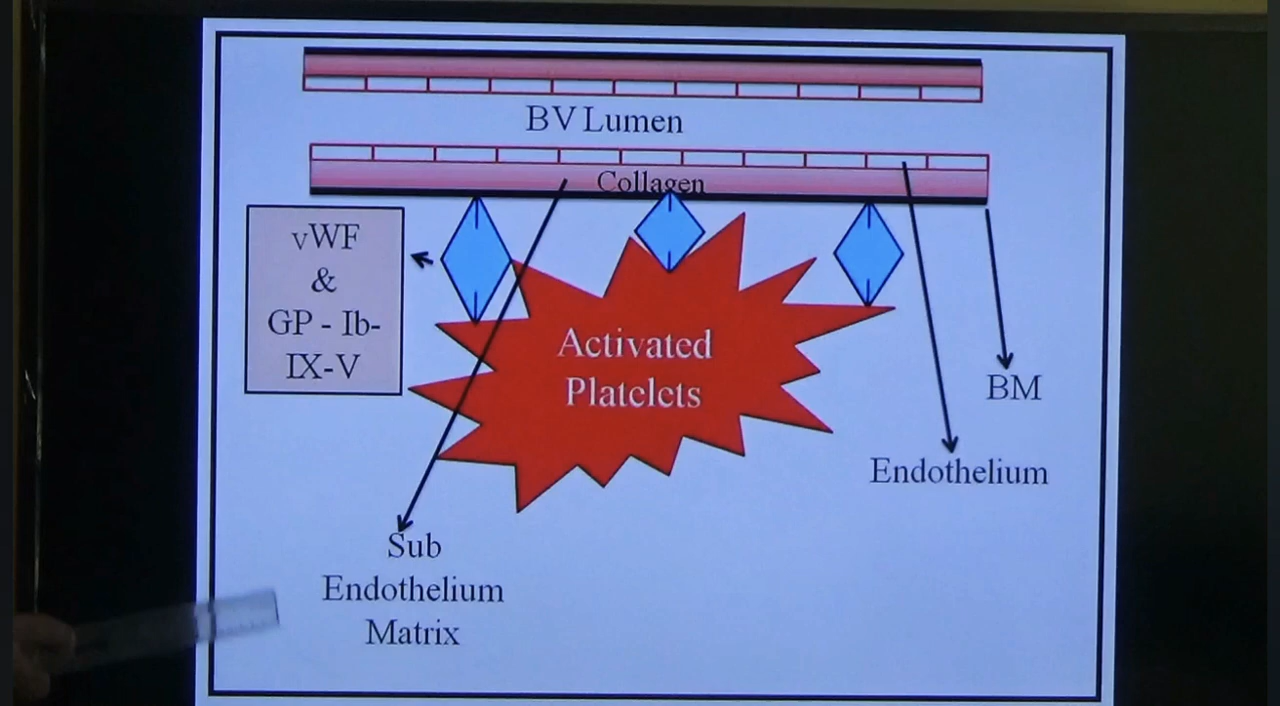 BV Lumen
Collagen
vWF
&
GP - Ib-
IX-V
Activated
Platelets
BM
Endothelium
Sub
Endothelium
Matrix